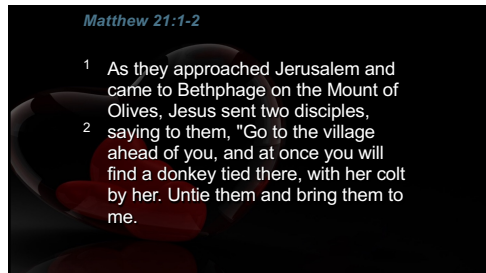 Matthew 21:1-2
1 As they approached Jerusalem and
came to Bethphage on the Mount of
Olives, Jesus sent two disciples,
2 saying to them, "Go to the village
ahead of you, and at once you will
find a donkey tied there, with her colt
by her. Untie them and bring them to
me.